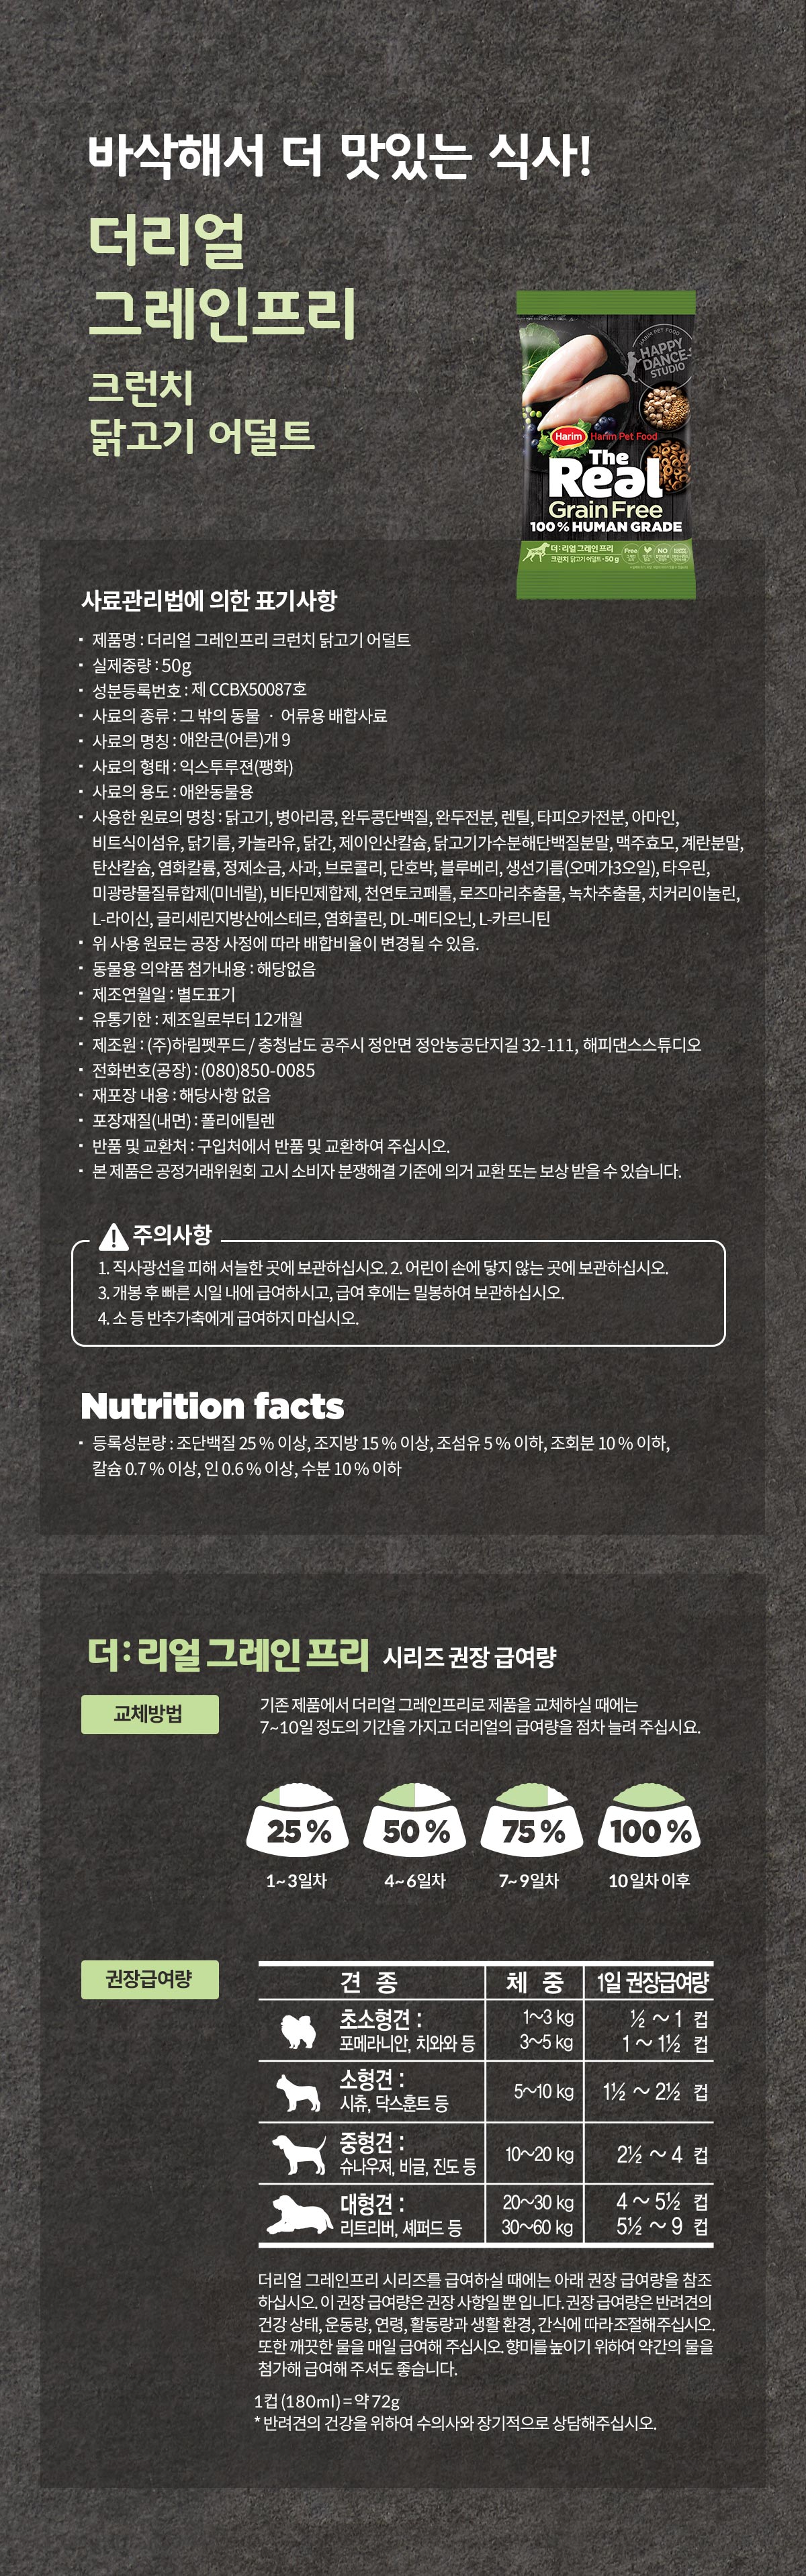 바삭해서 더 맛있는 식사!
더리얼
그레인프리
크런치
닭고기 어덜트
HARIM PET FOOD
HAPPY
DANCE
STUDIO
Harim Harim Pet Food
The
Real
Grain Free
100% HUMAN GRADE
더:리얼 그레인 프리
크런치 닭고기 어덜트 · 50 g
Free
NO
사료관리법에 의한 표기사항
· 제품명 : 더리얼 그레인프리 크런치 닭고기 어덜트
· 실제중량 : 50g
· 성분등록번호 : 제 CCBX50087호
· 사료의 종류 : 그 밖의 동물 · 어류용 배합사료
· 사료의 명칭 : 애완큰(어른)개 9
· 사료의 형태 : 익스트루젼(팽화)
· 사료의 용도 : 애완동물용
· 사용한 원료의 명칭 : 닭고기, 병아리콩, 완두콩단백질, 완두전분, 렌틸, 타피오카전분, 아마인,
비트식이섬유, 닭기름, 카놀라유, 닭간, 제이인산칼슘, 닭고기가수분해단백질분말, 맥주효모, 계란분말,
탄산칼슘, 염화칼륨, 정제소금, 사과, 브로콜리, 단호박, 블루베리, 생선기름(오메가3오일), 타우린,
미광량물질류합제(미네랄), 비타민제합제, 천연토코페롤, 로즈마리추출물, 녹차추출물, 치커리이눌린,
L-라이신, 글리세린지방산에스테르, 염화콜린, DL-메티오닌, L-카르니틴
· 위 사용 원료는 공장 사정에 따라 배합비율이 변경될 수 있음.
· 동물용 의약품 첨가내용 : 해당없음
· 제조연월일 : 별도표기
· 유통기한 : 제조일로부터 12개월
· 제조원 : (주)하림펫푸드 / 충청남도 공주시 정안면 정안농공단지길 32-111, 해피댄스스튜디오
· 전화번호(공장) : (080)850-0085
· 재포장 내용 : 해당사항 없음
· 포장재질(내면) : 폴리에틸렌
· 반품 및 교환처 : 구입처에서 반품 및 교환하여 주십시오.
· 본 제품은 공정거래위원회 고시 소비자 분쟁해결 기준에 의거 교환 또는 보상 받을 수 있습니다.
주의사항
1. 직사광선을 피해 서늘한 곳에 보관하십시오. 2. 어린이 손에 닿지 않는 곳에 보관하십시오.
3. 개봉 후 빠른 시일 내에 급여하시고, 급여 후에는 밀봉하여 보관하십시오.
4. 소 등 반추가축에게 급여하지 마십시오.
Nutrition facts
· 등록성분량 : 조단백질 25 % 이상, 조지방 15 % 이상, 조섬유 5 % 이하, 조회분 10 % 이하,
칼슘 0.7 % 이상, 인 0.6 % 이상, 수분 10 % 이하
더:리얼 그레인 프리 시리즈 권장 급여량
교체방법
기존 제품에서 더리얼 그레인프리로 제품을 교체하실 때에는
7~10일 정도의 기간을 가지고 더리얼의 급여량을 점차 늘려 주십시요.
25 % 50 % 75 % 100 %
1~3일차 4~6일차 7~9일차 10일차 이후
권장급여량
견 종 체 중 1일 권장급여량
초소형견 : 1~3 kg ½ ~ 1 컵
포메라니안, 치와와 등 3~5 kg 1 ~ 1½ 컵
소형견 :
시츄, 닥스훈트 등 5~10 kg 1½ ~ 2½ 컵
중형견 :
슈나우져, 비글, 진도 등 10~20 kg 2½ ~ 4 컵
대형견 : 20~30 kg 4 ~ 5½ 컵
리트리버, 셰퍼드 등 30~60 kg 5½ ~ 9 컵
더리얼 그레인프리 시리즈를 급여하실 때에는 아래 권장 급여량을 참조
하십시오. 이 권장 급여량은 권장 사항일 뿐 입니다. 권장 급여량은 반려견의
건강 상태, 운동량, 연령, 활동량과 생활 환경, 간식에 따라 조절해주십시오.
또한 깨끗한 물을 매일 급여해 주십시오. 향미를 높이기 위하여 약간의 물을
첨가해 급여해 주셔도 좋습니다.
1컵 (180ml) = 약 72g
* 반려견의 건강을 위하여 수의사와 장기적으로 상담해주십시오.